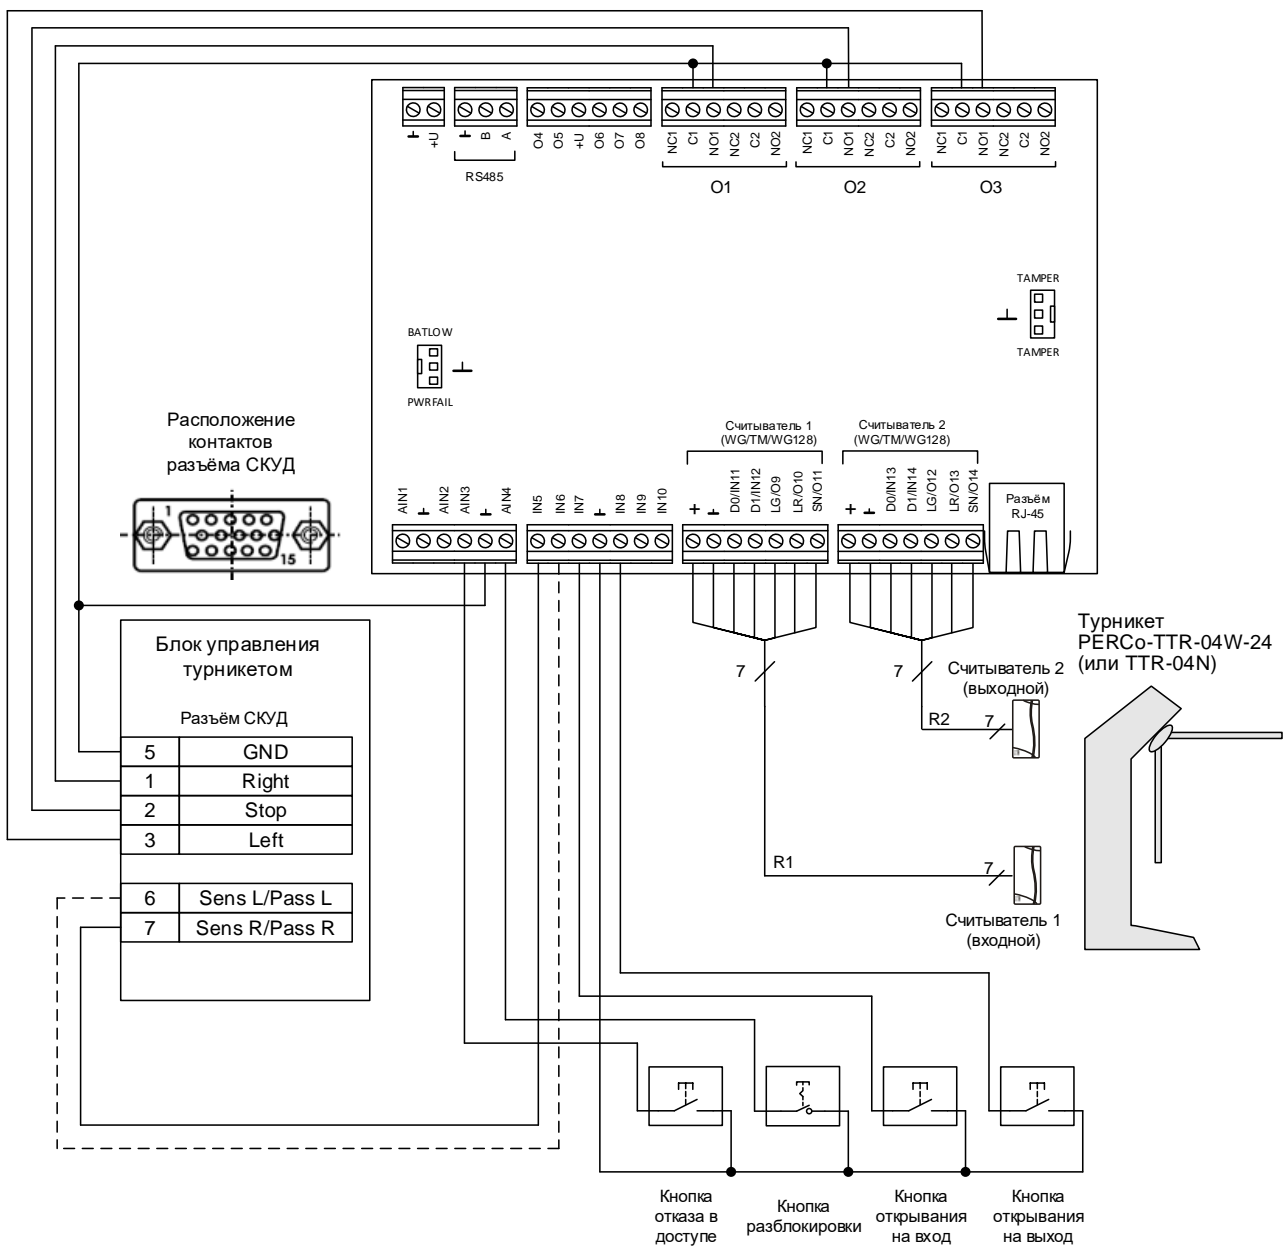 +U
B
A
O4
O5
+U
O6
O7
O8
NC1
C1
NO1
NC2
C2
NO2
NC1
C1
NO1
NC2
C2
NO2
NC1
C1
NO1
NC2
C2
NO2
RS485
O1
O2
O3
TAMPER
TAMPER
BATLOW
PWRFAIL
Расположение
контактов
разъёма СКУД
1
15
Считыватель 1
(WG/TM/WG128)
Считыватель 2
(WG/TM/WG128)
AIN1
AIN2
AIN3
AIN4
IN5
IN6
IN7
IN8
IN9
IN10
+
D0/IN11
D1/IN12
LG/O9
LR/O10
SN/O11
+
D0/IN13
D1/IN14
LG/O12
LR/O13
SN/O14
Разъём
RJ-45
Блок управления
турникетом
Разъём СКУД
5 GND
1 Right
2 Stop
3 Left
6 Sens L/Pass L
7 Sens R/Pass R
7
7
Считыватель 2
(выходной)
R2
7
Турникет
PERCo-TTR-04W-24
(или TTR-04N)
R1
7
Считыватель 1
(входной)
Кнопка
отказа в
доступе
Кнопка
разблокировки
Кнопка
открывания
на вход
Кнопка
открывания
на выход